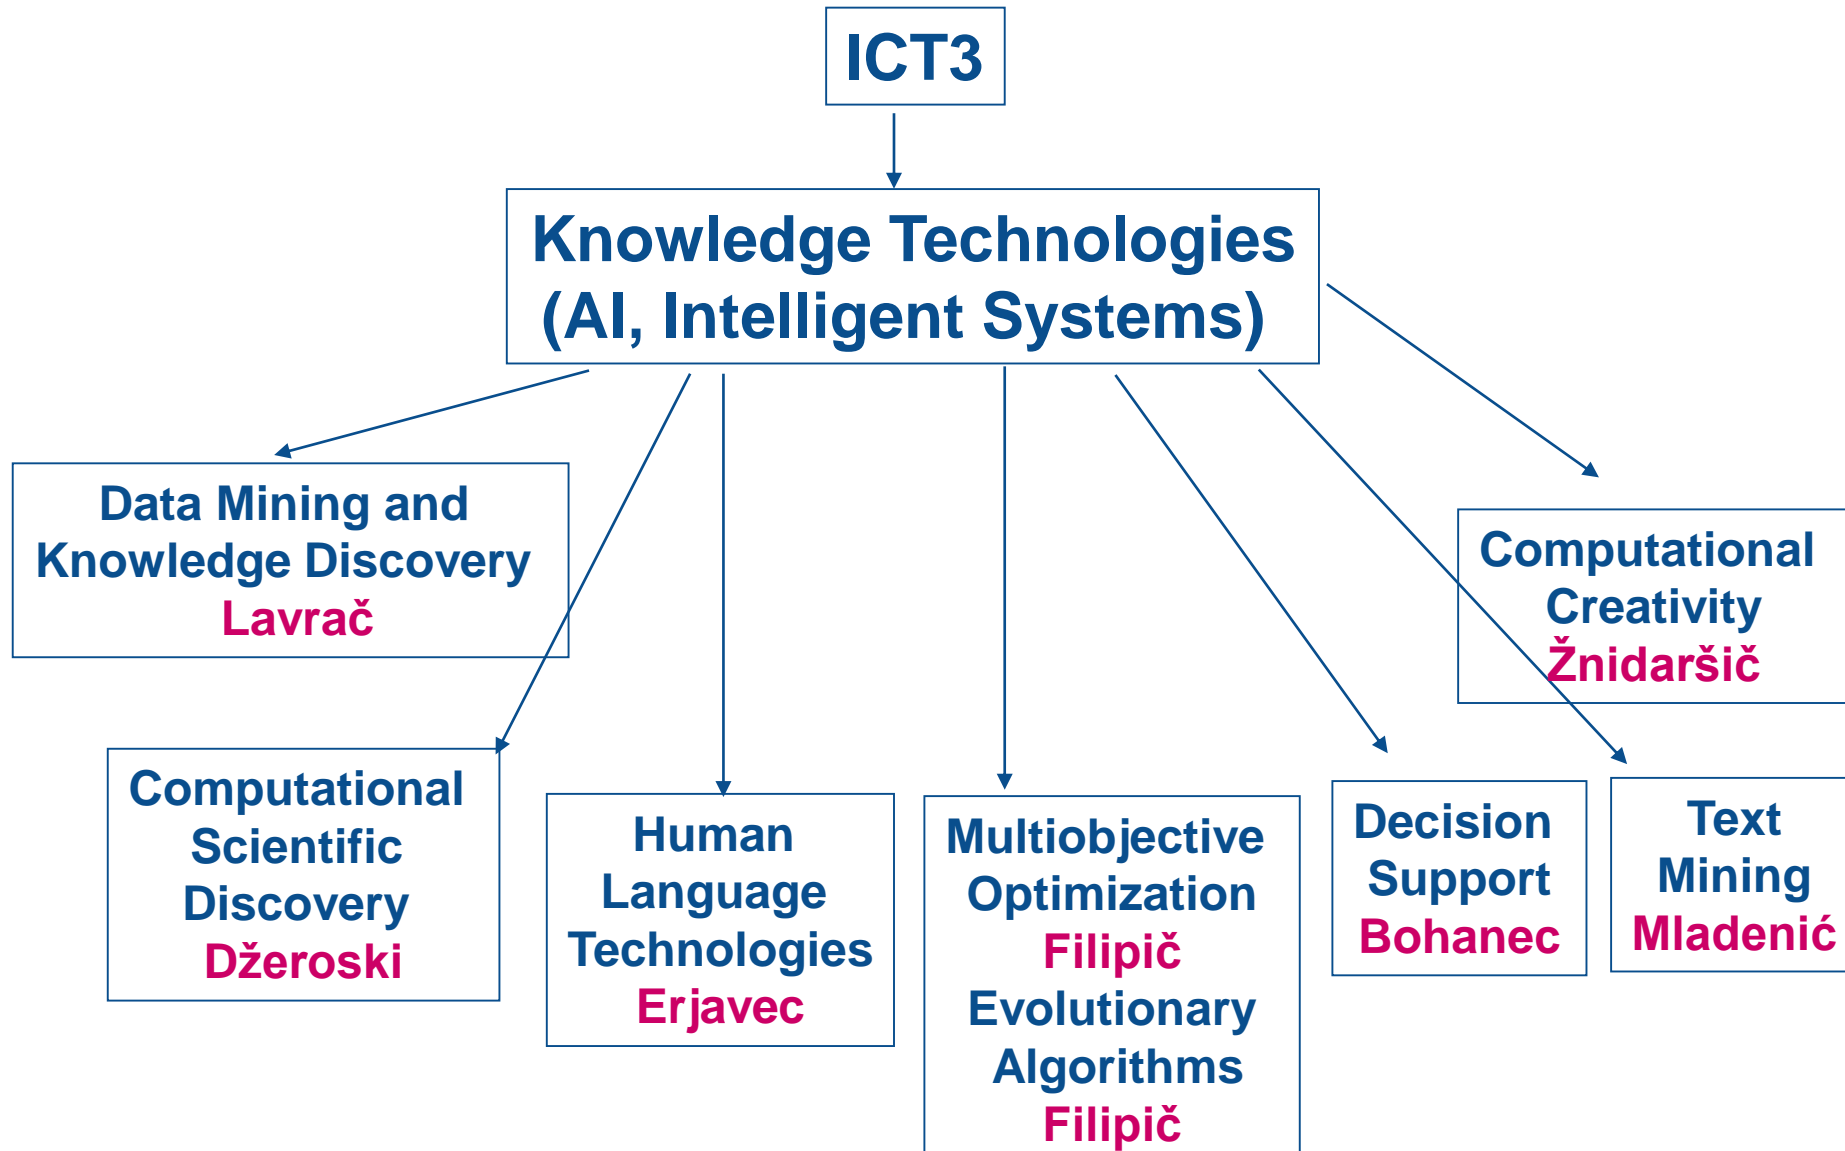 ICT3
Knowledge Technologies
(AI, Intelligent Systems)
Data Mining and
Knowledge Discovery
Lavrač
Computational
Creativity
Žnidaršič
Computational
Scientific
Discovery
Džeroski
Human
Language
Technologies
Erjavec
Multiobjective
Optimization
Filipič
Evolutionary
Algorithms
Filipič
Decision
Support
Bohanec
Text
Mining
Mladenić